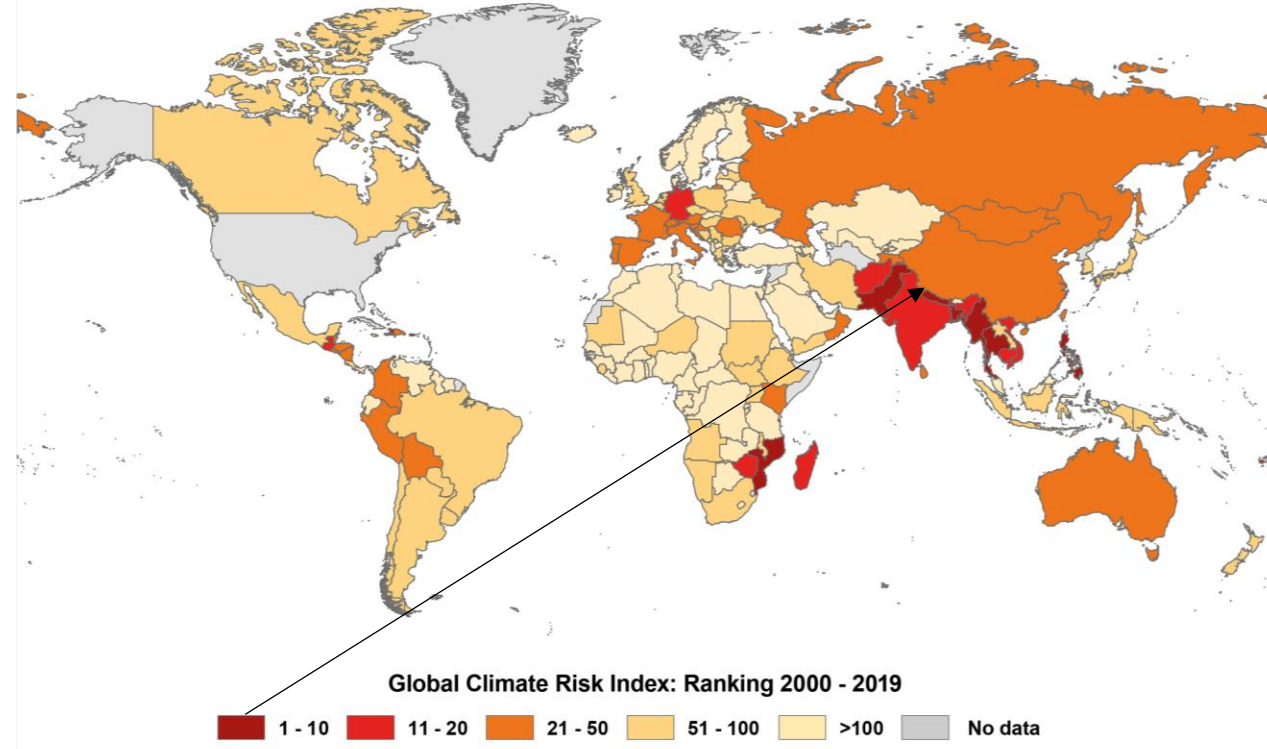 Global Climate Risk Index: Ranking 2000 - 2019
1 - 10 11 - 20 21 - 50 51 - 100 >100 No data